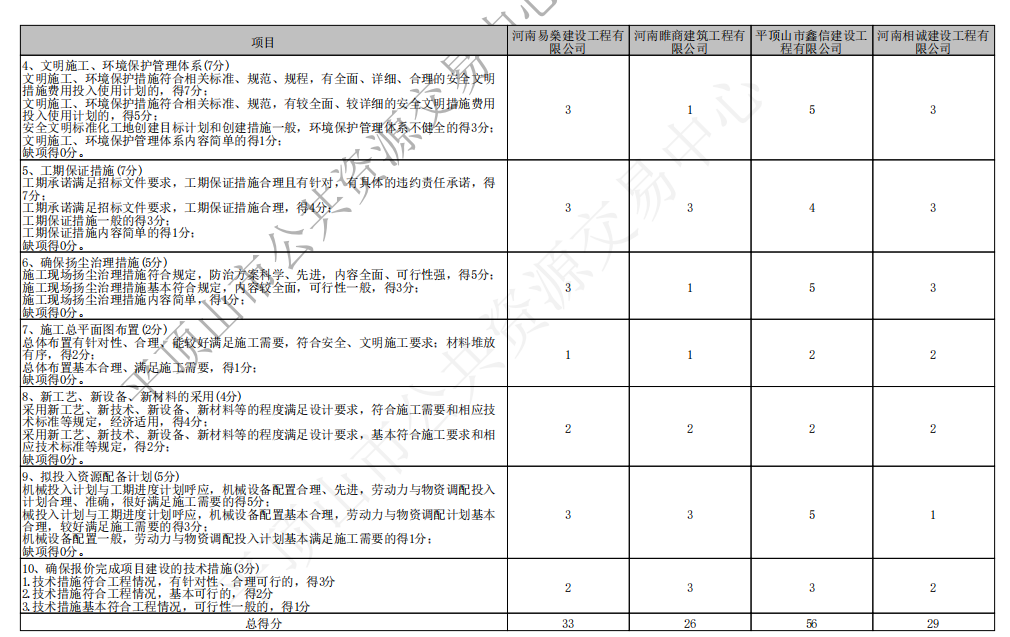 项目 河南易燊建设工程有限公司 河南睢商建筑工程有限公司 平顶山市鑫信建设工程有限公司 河南相诚建设工程有限公司
4、文明施工、环境保护管理体系(7分)
文明施工、环境保护措施符合相关标准、规范、规程，有全面、详细、合理的安全文明
措施费用投入使用计划的，得7分；
文明施工、环境保护措施符合相关标准、规范，有较全面、较详细的安全文明措施费用
投入使用计划的，得5分；
安全文明标准化工地创建目标计划和创建措施一般，环境保护管理体系不健全的得3分；
文明施工、环境保护管理体系内容简单的得1分；
缺项得0分。
3 1 5 3
5、工期保证措施(7分)
工期承诺满足招标文件要求，工期保证措施合理且有针对，有具体的违约责任承诺，得
7分；
工期承诺满足招标文件要求，工期保证措施合理，得4分；
工期保证措施一般的得3分；
工期保证措施内容简单的得1分；
缺项得0分。
3 3 4 3
6、确保扬尘治理措施(5分)
施工现场扬尘治理措施符合规定，防治方案科学、先进，内容全面、可行性强，得5分；
施工现场扬尘治理措施基本符合规定，内容较全面，可行性一般，得3分；
施工现场扬尘治理措施内容简单，得1分；
缺项得0分。
3 1 5 3
7、施工总平面图布置(2分)
总体布置有针对性、合理，能较好满足施工需要，符合安全、文明施工要求；材料堆放
有序，得2分；
总体布置基本合理、满足施工需要，得1分；
缺项得0分。
1 1 2 2
8、新工艺、新设备、新材料的采用(4分)
采用新工艺、新技术、新设备、新材料等的程度满足设计要求，符合施工需要和相应技
术标准等规定，经济适用，得4分；
采用新工艺、新技术、新设备、新材料等的程度满足设计要求，基本符合施工要求和相
应技术标准等规定，得2分；
缺项得0分。
2 2 2 2
9、拟投入资源配备计划(5分)
机械投入计划与工期进度计划呼应，机械设备配置合理、先进，劳动力与物资调配投入
计划合理、准确，很好满足施工需要的得5分；
械投入计划与工期进度计划呼应，机械设备配置基本合理，劳动力与物资调配计划基本
合理，较好满足施工需要的得3分；
机械设备配置一般，劳动力与物资调配投入计划基本满足施工需要的得1分；
缺项得0分。
3 3 5 1
10、确保报价完成项目建设的技术措施(3分)
1.技术措施符合工程情况，有针对性、合理可行的，得3分
2.技术措施符合工程情况，基本可行的，得2分
3.技术措施基本符合工程情况，可行性一般的，得1分
2 3 3 2
总得分 33 26 56 29
平顶山市公共资源交易中心
平顶山市公共资源交易中心